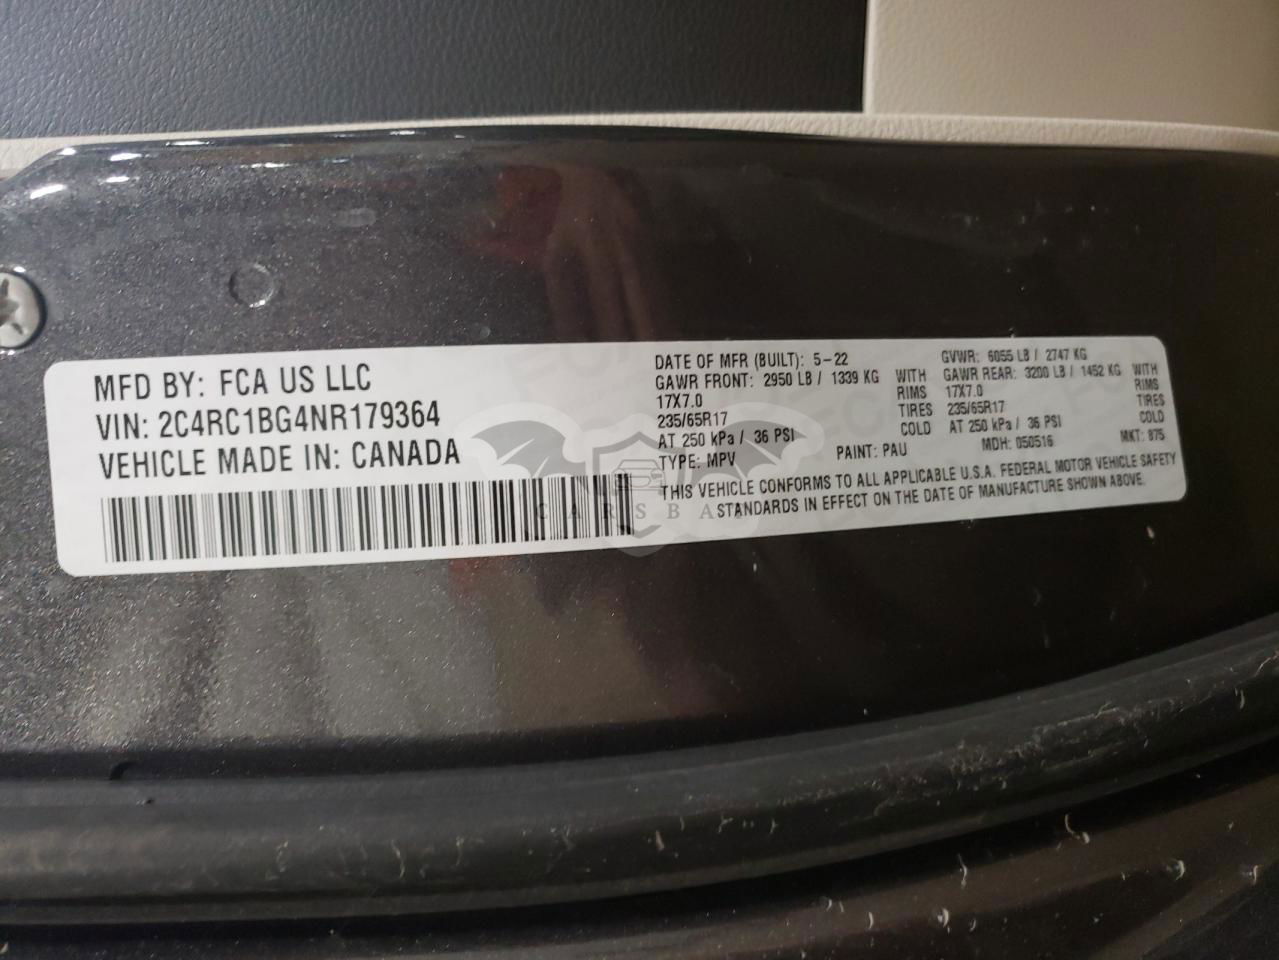 MFD BY: FCA US LLC
VIN: 2C4RC1BG4NR179364
VEHICLE MADE IN: CANADA
DATE OF MFR (BUILT): 5-22 GVWR: 6055 LB / 2747 KG
GAWR FRONT: 2950 LB / 1339 KG WITH GAWR REAR: 3200 LB / 1452 KG WITH
17X7.0 RIMS 17X7.0 RIMS
235/65R17 TIRES 235/65R17 TIRES
AT 250 kPa / 36 PSI COLD AT 250 kPa / 36 PSI COLD
TYPE: MPV PAINT: PAU MDH: 050516 MKT: 875
THIS VEHICLE CONFORMS TO ALL APPLICABLE U.S.A. FEDERAL MOTOR VEHICLE SAFETY
STANDARDS IN EFFECT ON THE DATE OF MANUFACTURE SHOWN ABOVE.